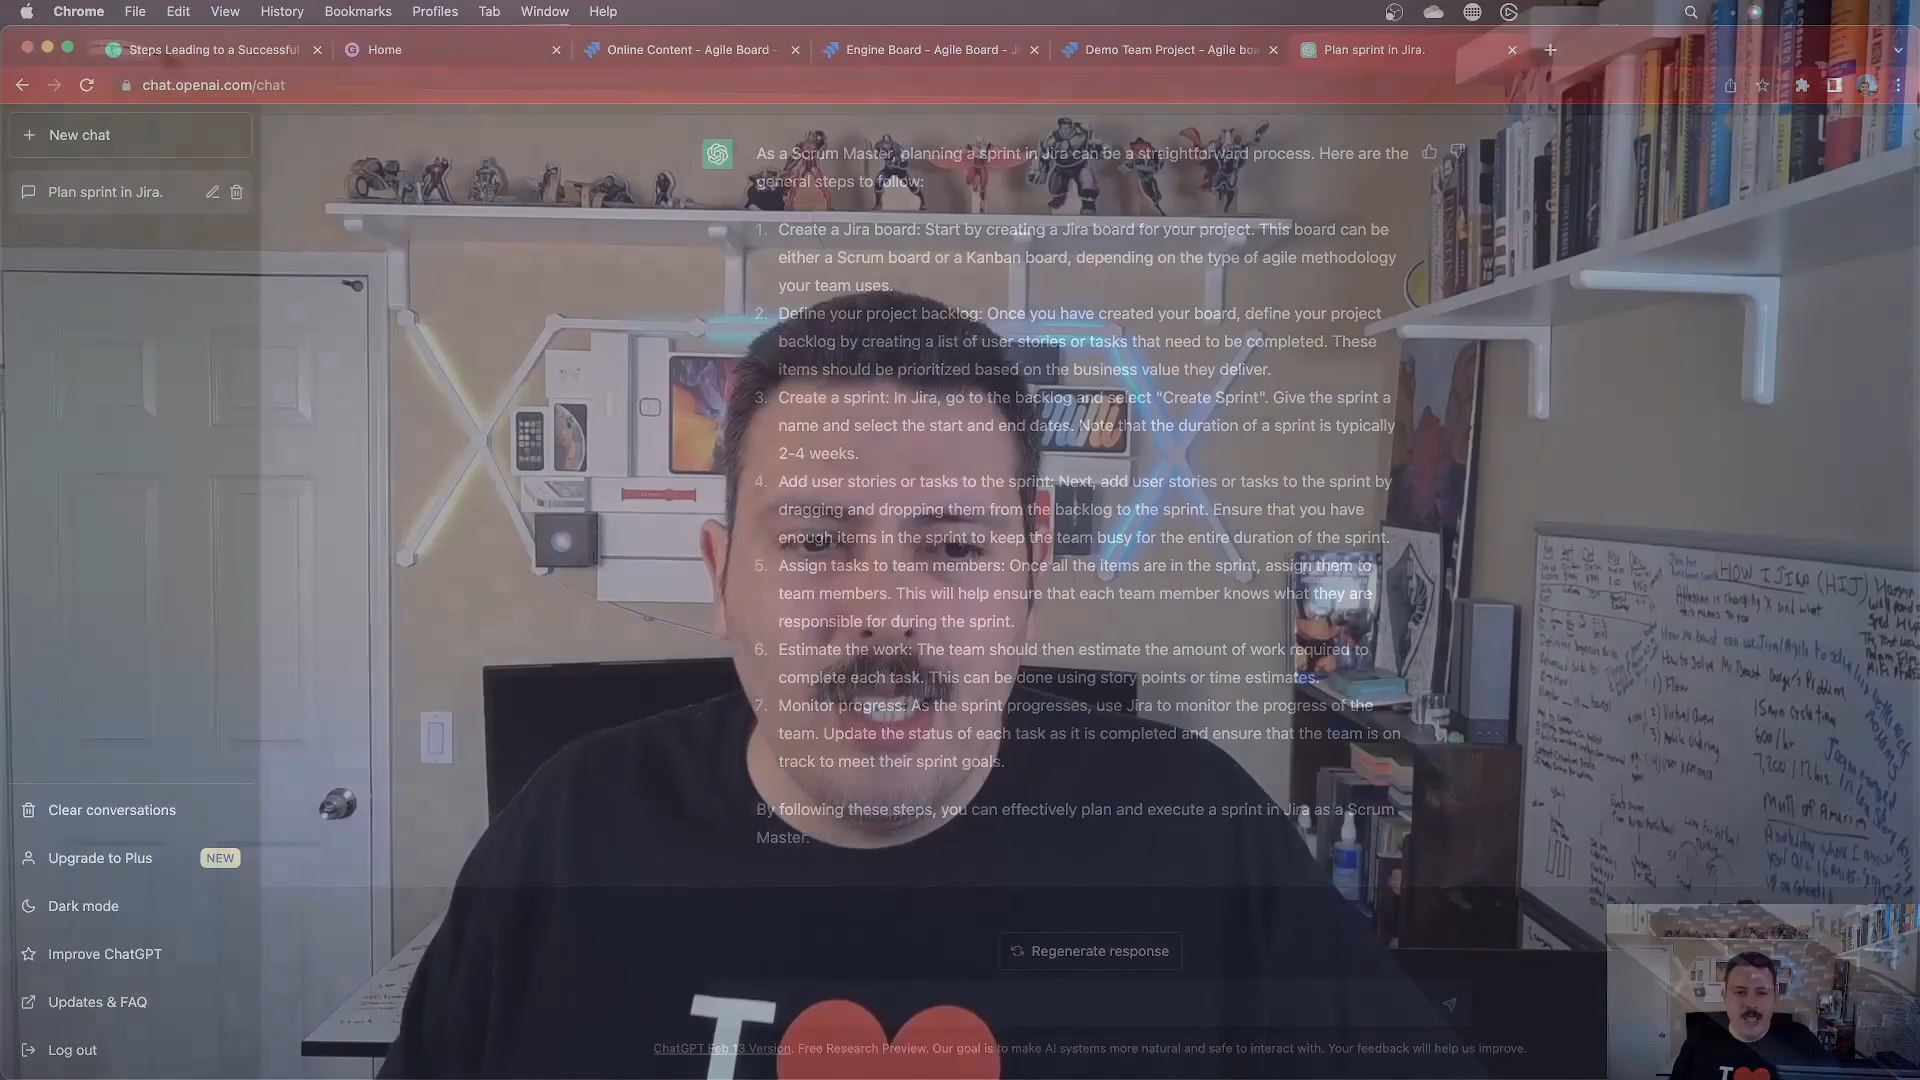 Chrome File Edit View History Bookmarks Profiles Tab Window Help
Steps Leading to a Successful
Home
Online Content - Agile Board -
Engine Board - Agile Board - Ji
Demo Team Project - Agile boa
Plan sprint in Jira.
chat.openai.com/chat
New chat
Plan sprint in Jira.
As a Scrum Master, planning a sprint in Jira can be a straightforward process. Here are the
general steps to follow:
1. Create a Jira board: Start by creating a Jira board for your project. This board can be
either a Scrum board or a Kanban board, depending on the type of agile methodology
your team uses.
2. Define your project backlog: Once you have created your board, define your project
backlog by creating a list of user stories or tasks that need to be completed. These
items should be prioritized based on the business value they deliver.
3. Create a sprint: In Jira, go to the backlog and select "Create Sprint". Give the sprint a
name and select the start and end dates. Note that the duration of a sprint is typically
2-4 weeks.
4. Add user stories or tasks to the sprint: Next, add user stories or tasks to the sprint by
dragging and dropping them from the backlog to the sprint. Ensure that you have
enough items in the sprint to keep the team busy for the entire duration of the sprint.
5. Assign tasks to team members: Once all the items are in the sprint, assign them to
team members. This will help ensure that each team member knows what they are
responsible for during the sprint.
6. Estimate the work: The team should then estimate the amount of work required to
complete each task. This can be done using story points or time estimates.
7. Monitor progress: As the sprint progresses, use Jira to monitor the progress of the
team. Update the status of each task as it is completed and ensure that the team is on
track to meet their sprint goals.
By following these steps, you can effectively plan and execute a sprint in Jira as a Scrum
Master.
Clear conversations
Upgrade to Plus NEW
Dark mode
Improve ChatGPT
Updates & FAQ
Log out
Regenerate response
ChatGPT Feb 13 Version. Free Research Preview. Our goal is to make AI systems more natural and safe to interact with. Your feedback will help us improve.
HOW I JIRA (HIJ)
1) Flow
Mull of America
I